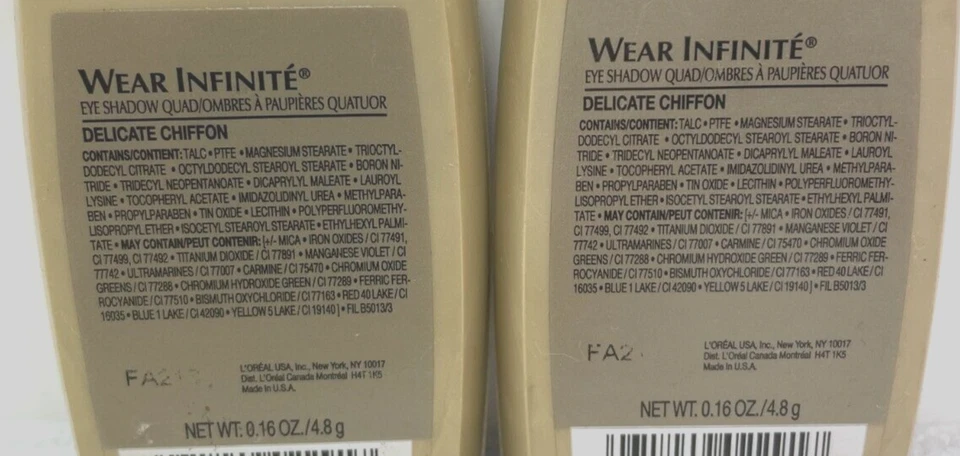 WEAR INFINITÉ®
EYE SHADOW QUAD/OMBRES À PAUPIÈRES QUATUOR
DELICATE CHIFFON
CONTAINS/CONTIENT: TALC • PTFE • MAGNESIUM STEARATE • TRIOCTYL-
DODECYL CITRATE • OCTYLDODECYL STEAROYL STEARATE • BORON NI-
TRIDE • TRIDECYL NEOPENTANOATE • DICAPRYLYL MALEATE • LAUROYL
LYSINE • TOCOPHERYL ACETATE • IMIDAZOLIDINYL UREA • METHYLPARA-
BEN • PROPYLPARABEN • TIN OXIDE • LECITHIN • POLYPERFLUOROMETHY-
LISOPROPYL ETHER • ISOCETYL STEAROYL STEARATE • ETHYLHEXYL PALMI-
TATE • MAY CONTAIN/PEUT CONTENIR: [+/- MICA • IRON OXIDES / CI 77491,
CI 77499, CI 77492 • TITANIUM DIOXIDE / CI 77891 • MANGANESE VIOLET / CI
77742 • ULTRAMARINES / CI 77007 • CARMINE / CI 75470 • CHROMIUM OXIDE
GREENS / CI 77288 • CHROMIUM HYDROXIDE GREEN / CI 77289 • FERRIC FER-
ROCYANIDE / CI 77510 • BISMUTH OXYCHLORIDE / CI 77163 • RED 40 LAKE / CI
16035 • BLUE 1 LAKE / CI 42090 • YELLOW 5 LAKE / CI 19140 ] • FIL B5013/3
FA2
L'ORÉAL USA, Inc., New York, NY 10017
Dist. L'Oréal Canada Montréal H4T 1K5
Made in U.S.A.
NET WT. 0.16 OZ./4.8 g
WEAR INFINITÉ®
EYE SHADOW QUAD/OMBRES À PAUPIÈRES QUATUOR
DELICATE CHIFFON
CONTAINS/CONTIENT: TALC • PTFE • MAGNESIUM STEARATE • TRIOCTYL-
DODECYL CITRATE • OCTYLDODECYL STEAROYL STEARATE • BORON NI-
TRIDE • TRIDECYL NEOPENTANOATE • DICAPRYLYL MALEATE • LAUROYL
LYSINE • TOCOPHERYL ACETATE • IMIDAZOLIDINYL UREA • METHYLPARA-
BEN • PROPYLPARABEN • TIN OXIDE • LECITHIN • POLYPERFLUOROMETHY-
LISOPROPYL ETHER • ISOCETYL STEAROYL STEARATE • ETHYLHEXYL PALMI-
TATE • MAY CONTAIN/PEUT CONTENIR: [+/- MICA • IRON OXIDES / CI 77491,
CI 77499, CI 77492 • TITANIUM DIOXIDE / CI 77891 • MANGANESE VIOLET / CI
77742 • ULTRAMARINES / CI 77007 • CARMINE / CI 75470 • CHROMIUM OXIDE
GREENS / CI 77288 • CHROMIUM HYDROXIDE GREEN / CI 77289 • FERRIC FER-
ROCYANIDE / CI 77510 • BISMUTH OXYCHLORIDE / CI 77163 • RED 40 LAKE / CI
16035 • BLUE 1 LAKE / CI 42090 • YELLOW 5 LAKE / CI 19140 ] • FIL B5013/3
FA2
L'ORÉAL USA, Inc., New York, NY 10017
Dist. L'Oréal Canada Montréal H4T 1K5
Made in U.S.A.
NET WT. 0.16 OZ./4.8 g